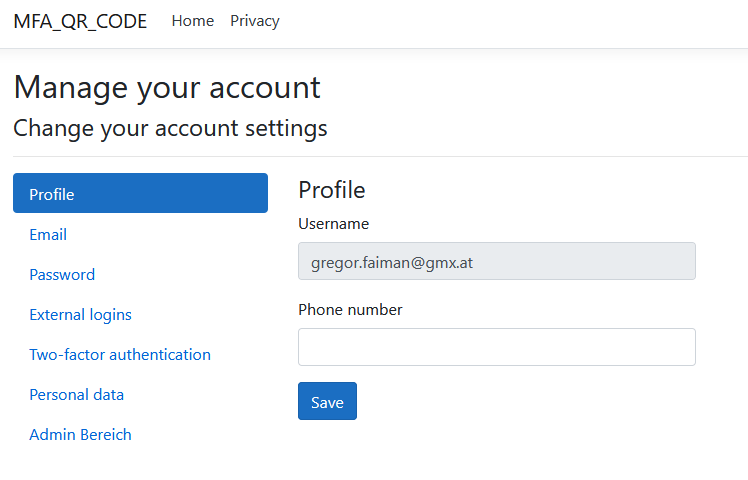 MFA_QR_CODE Home Privacy
Manage your account
Change your account settings
Profile
Email
Password
External logins
Two-factor authentication
Personal data
Admin Bereich
Profile
Username
gregor.faiman@gmx.at
Phone number
Save